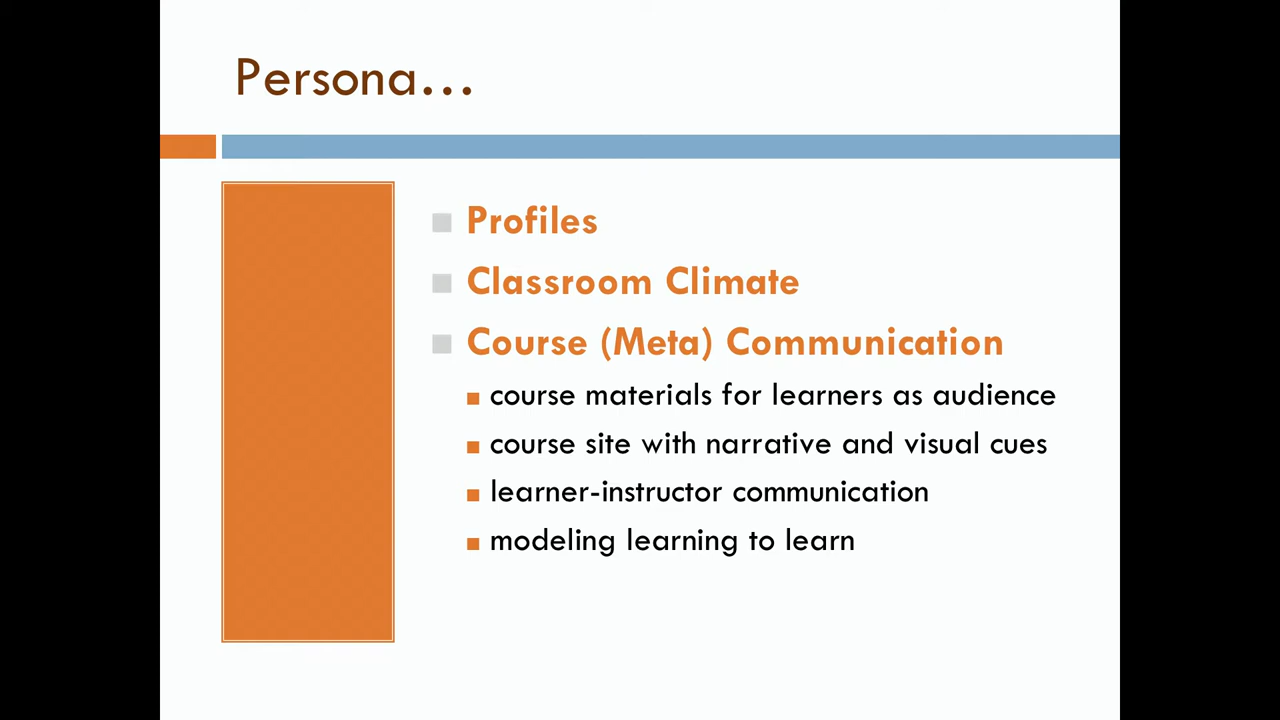 Persona...
Profiles
Classroom Climate
Course (Meta) Communication
course materials for learners as audience
course site with narrative and visual cues
learner-instructor communication
modeling learning to learn